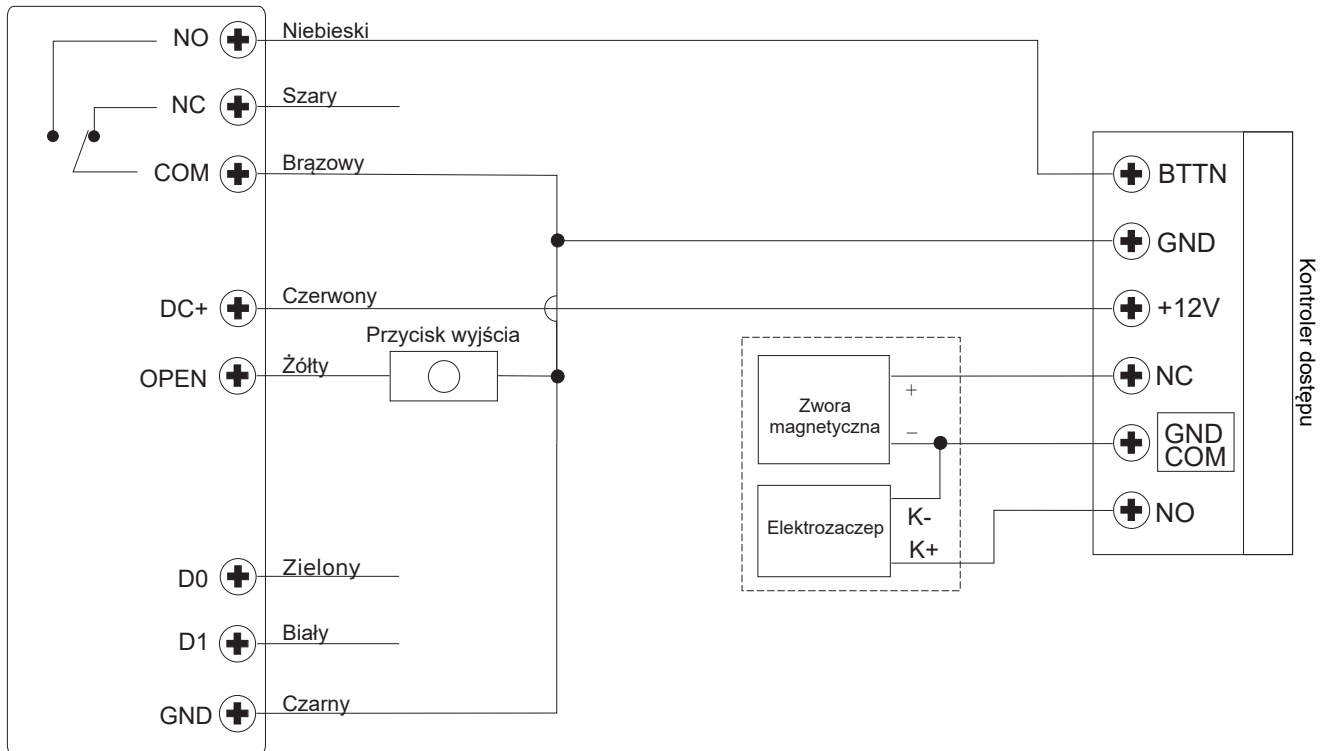 NO Niebieski
NC Szary
COM Brązowy
DC+ Czerwony
Przycisk wyjścia
OPEN Żółty
D0 Zielony
D1 Biały
GND Czarny
Zwora
magnetyczna
+
−
Elektrozaczep
K-
K+
BTTN
GND
+12V
NC
GND
COM
NO
Kontroler dostępu